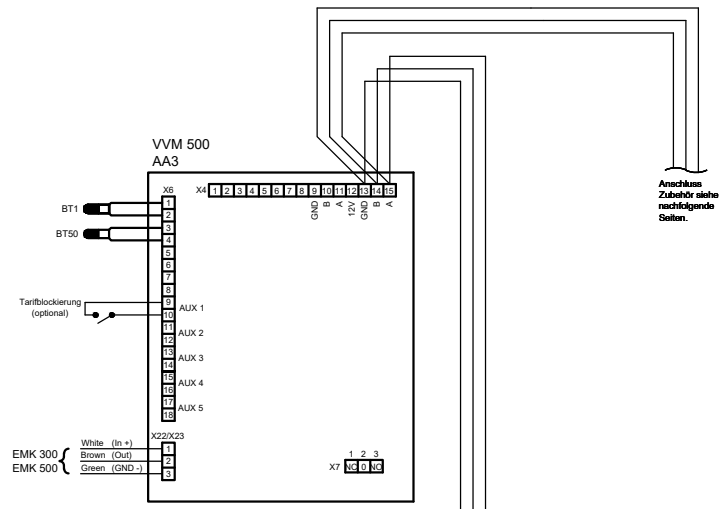 VVM 500
AA3
X6
X4 1 2 3 4 5 6 7 8 9 10 11 12 13 14 15
GND B A 12V GND B A
Anschluss
Zubehör siehe
nachfolgende
Seiten.
BT1
1
2
BT50
3
4
5
6
7
8
Tarifblockierung
(optional)
9
10
AUX 1
11
12
AUX 2
13
14
AUX 3
15
16
AUX 4
17
18
AUX 5
X22/X23
EMK 300
EMK 500
White (In +)
Brown (Out)
Green (GND -)
1
2
3
1 2 3
X7 NC 0 NO